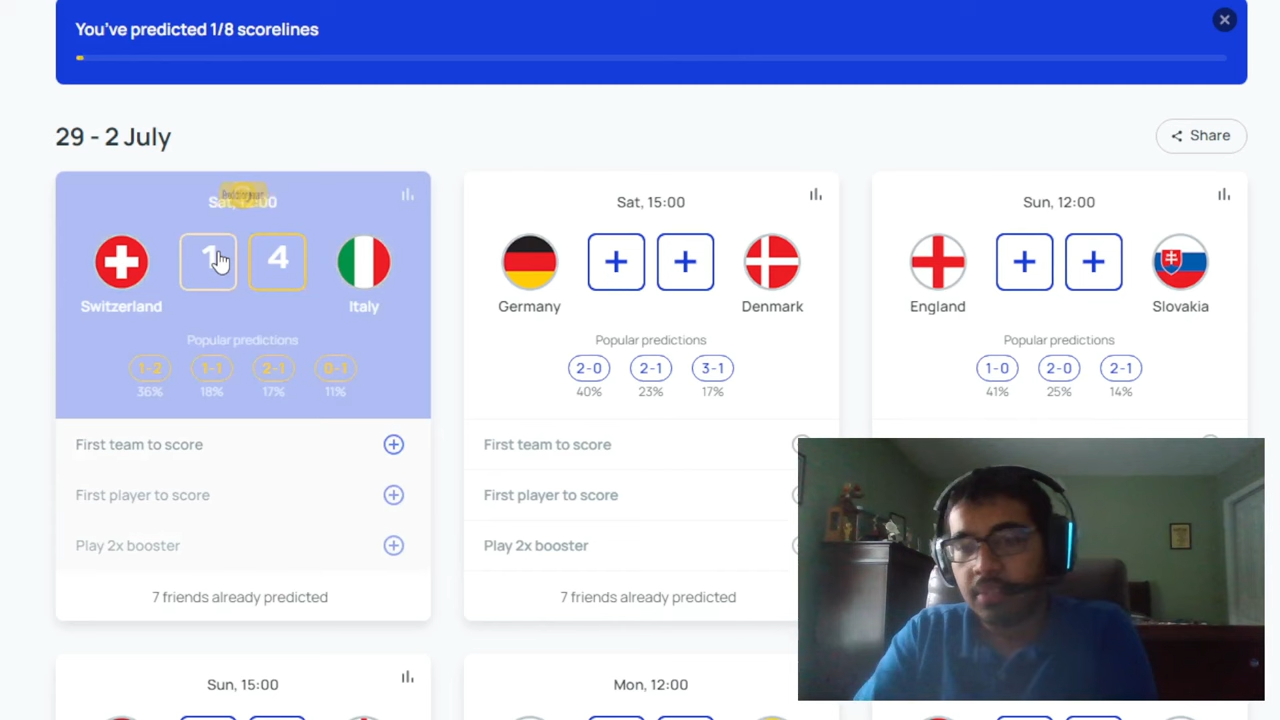 You've predicted 1/8 scorelines
29 - 2 July
Share
Sat, 12:00
1 4
Switzerland Italy
Popular predictions
1-2 1-1 2-1 0-1
36% 18% 17% 11%
First team to score
First player to score
Play 2x booster
7 friends already predicted
Sat, 15:00
+ +
Germany Denmark
Popular predictions
2-0 2-1 3-1
40% 23% 17%
First team to score
First player to score
Play 2x booster
7 friends already predicted
Sun, 12:00
+ +
England Slovakia
Popular predictions
1-0 2-0 2-1
41% 25% 14%
Sun, 15:00
Mon, 12:00